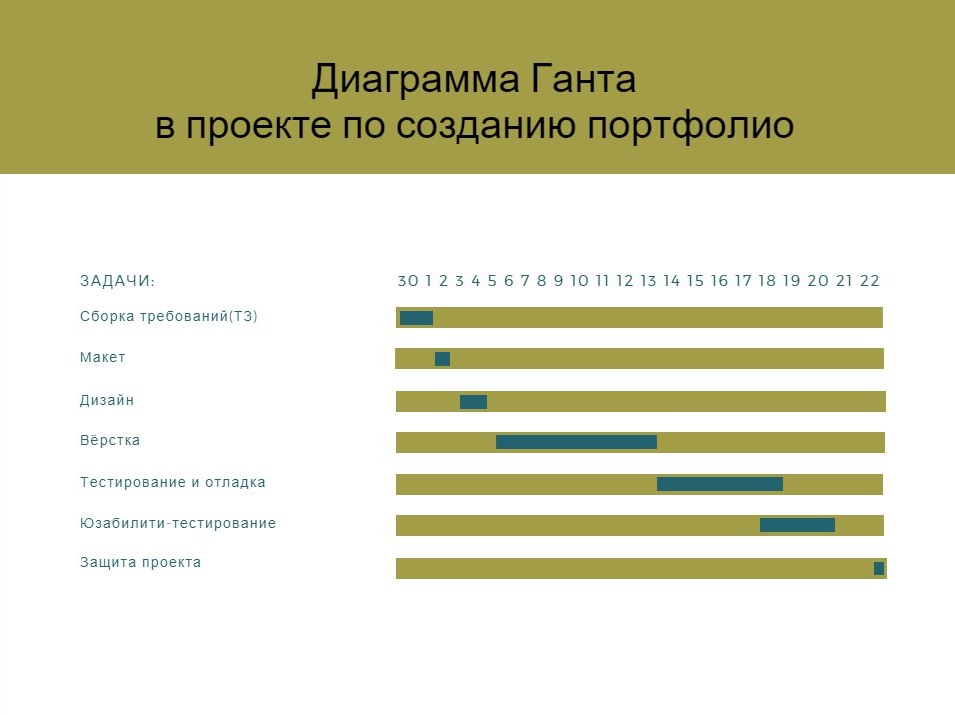 Диаграмма Ганта
в проекте по созданию портфолио
ЗАДАЧИ: 30 1 2 3 4 5 6 7 8 9 10 11 12 13 14 15 16 17 18 19 20 21 22
Сборка требований(ТЗ)
Макет
Дизайн
Вёрстка
Тестирование и отладка
Юзабилити-тестирование
Защита проекта